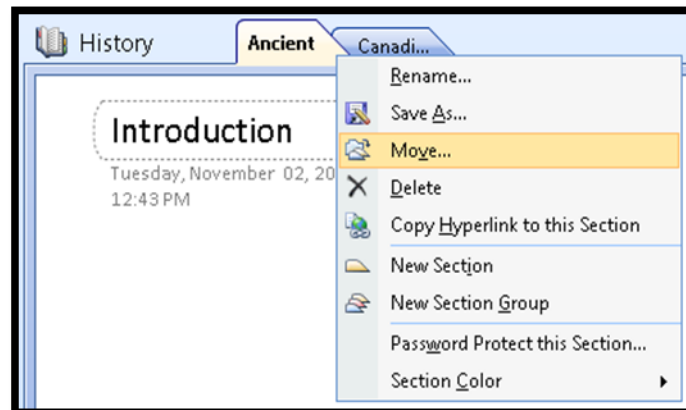 History
Ancient
Canadi...
Introduction
Tuesday, November 02, 20
12:43 PM
Rename...
Save As...
Move...
Delete
Copy Hyperlink to this Section
New Section
New Section Group
Password Protect this Section...
Section Color